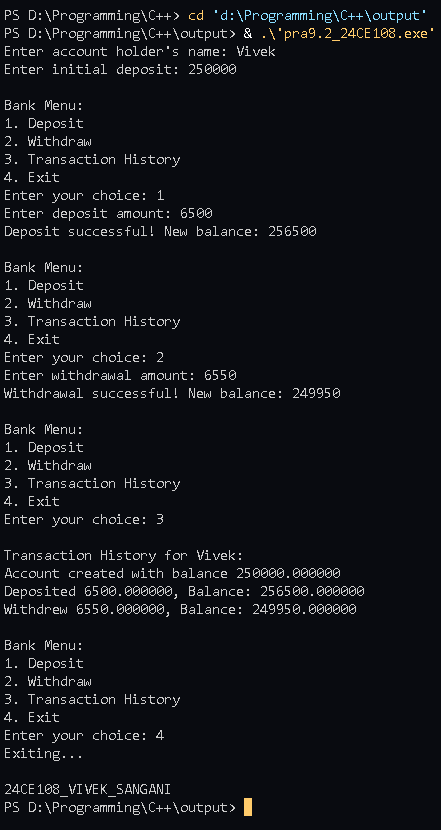 PS D:\Programming\C++> cd 'd:\Programming\C++\output'
PS D:\Programming\C++\output> & .\'pra9.2_24CE108.exe'
Enter account holder's name: Vivek
Enter initial deposit: 250000
Bank Menu:
1. Deposit
2. Withdraw
3. Transaction History
4. Exit
Enter your choice: 1
Enter deposit amount: 6500
Deposit successful! New balance: 256500
Bank Menu:
1. Deposit
2. Withdraw
3. Transaction History
4. Exit
Enter your choice: 2
Enter withdrawal amount: 6550
Withdrawal successful! New balance: 249950
Bank Menu:
1. Deposit
2. Withdraw
3. Transaction History
4. Exit
Enter your choice: 3
Transaction History for Vivek:
Account created with balance 250000.000000
Deposited 6500.000000, Balance: 256500.000000
Withdrew 6550.000000, Balance: 249950.000000
Bank Menu:
1. Deposit
2. Withdraw
3. Transaction History
4. Exit
Enter your choice: 4
Exiting...
24CE108_VIVEK_SANGANI
PS D:\Programming\C++\output>